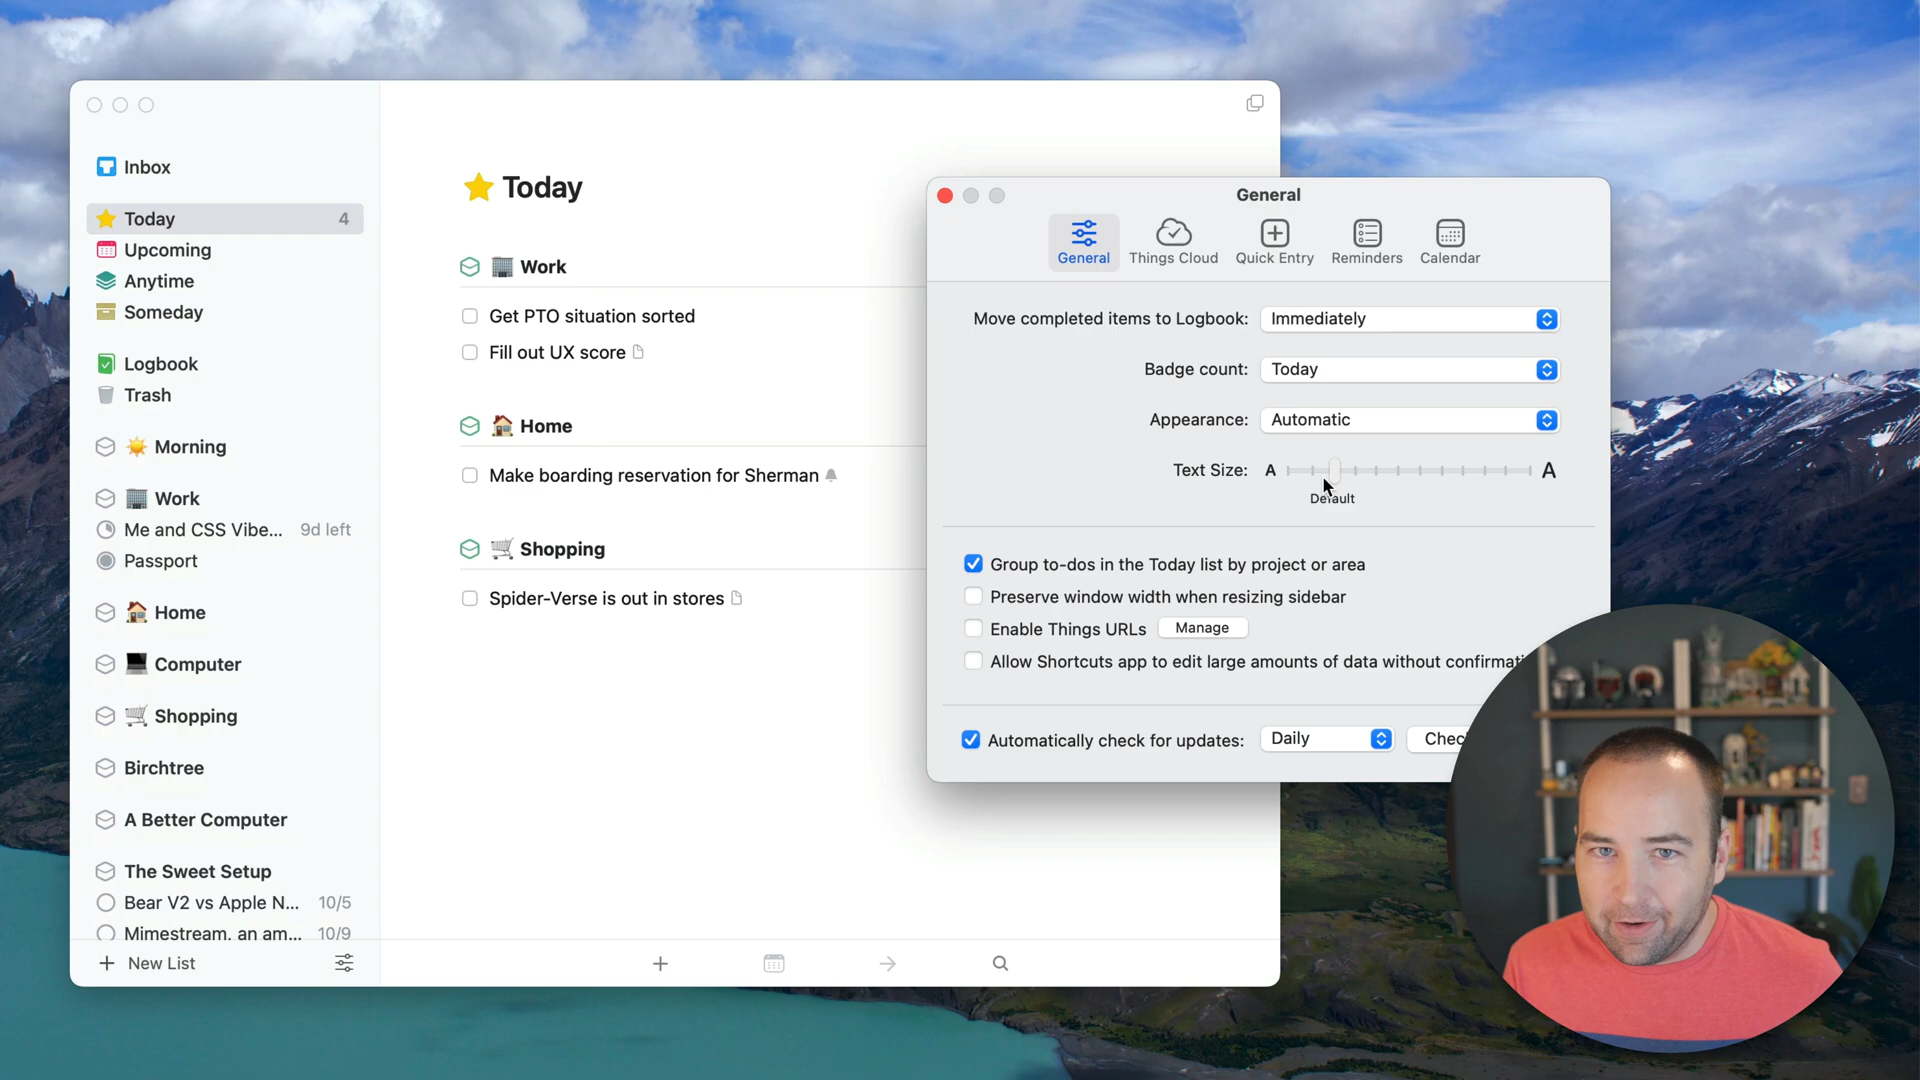 Inbox
Today 4
Upcoming
Anytime
Someday
Logbook
Trash
Morning
Work
Me and CSS Vibe... 9d left
Passport
Home
Computer
Shopping
Birchtree
A Better Computer
The Sweet Setup
Bear V2 vs Apple N... 10/5
Mimestream, an am... 10/9
New List
Today
Work
Get PTO situation sorted
Fill out UX score
Home
Make boarding reservation for Sherman
Shopping
Spider-Verse is out in stores
General
General Things Cloud Quick Entry Reminders Calendar
Move completed items to Logbook: Immediately
Badge count: Today
Appearance: Automatic
Text Size: A A
Default
Group to-dos in the Today list by project or area
Preserve window width when resizing sidebar
Enable Things URLs Manage
Allow Shortcuts app to edit large amounts of data without confirmati
Automatically check for updates: Daily Chec